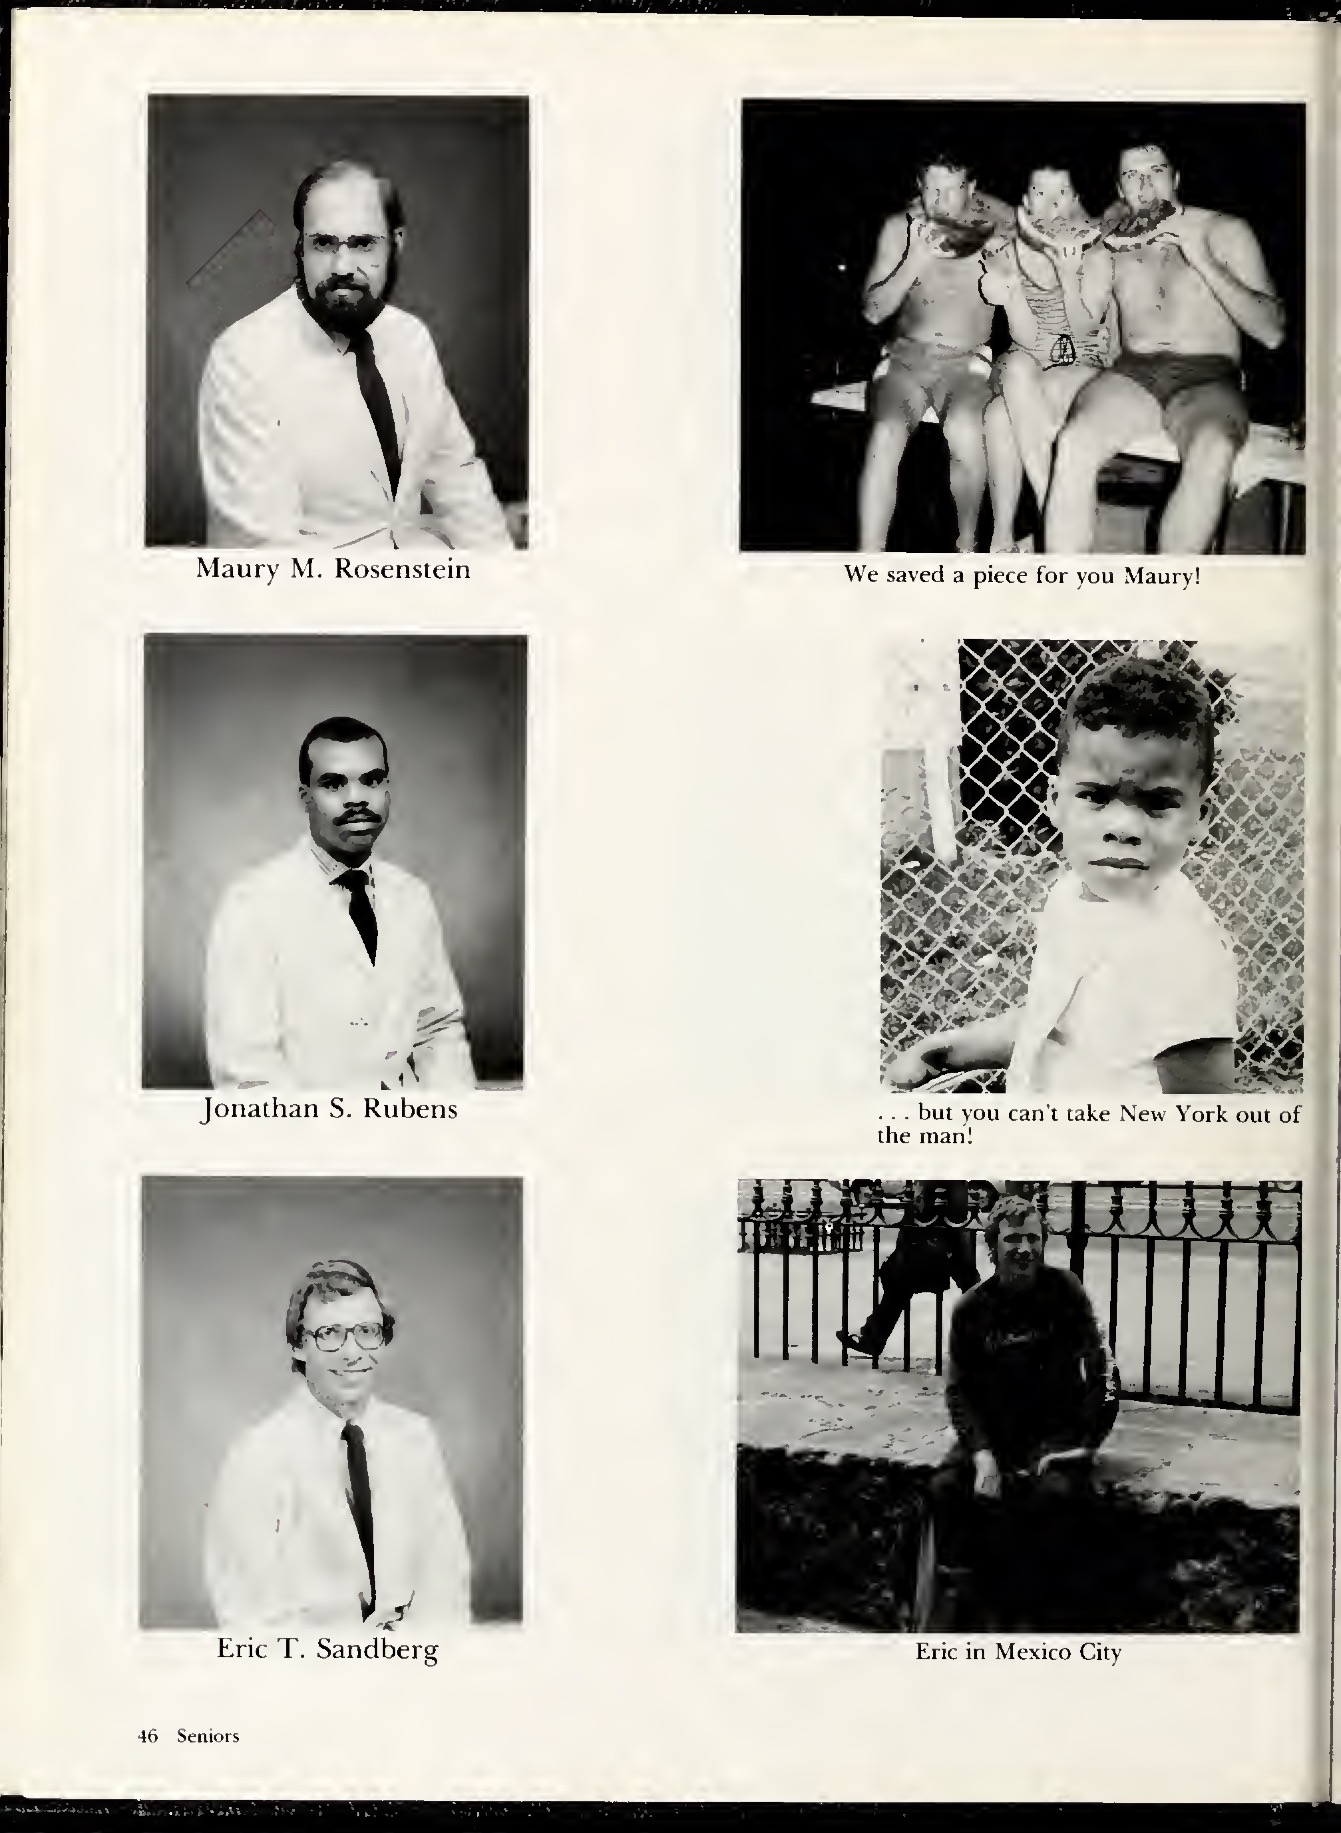 Maury M. Rosenstein
We saved a piece for you Maury!
Jonathan S. Rubens
. . . but you can't take New York out of
the man!
Eric T. Sandberg
Eric in Mexico City
46 Seniors